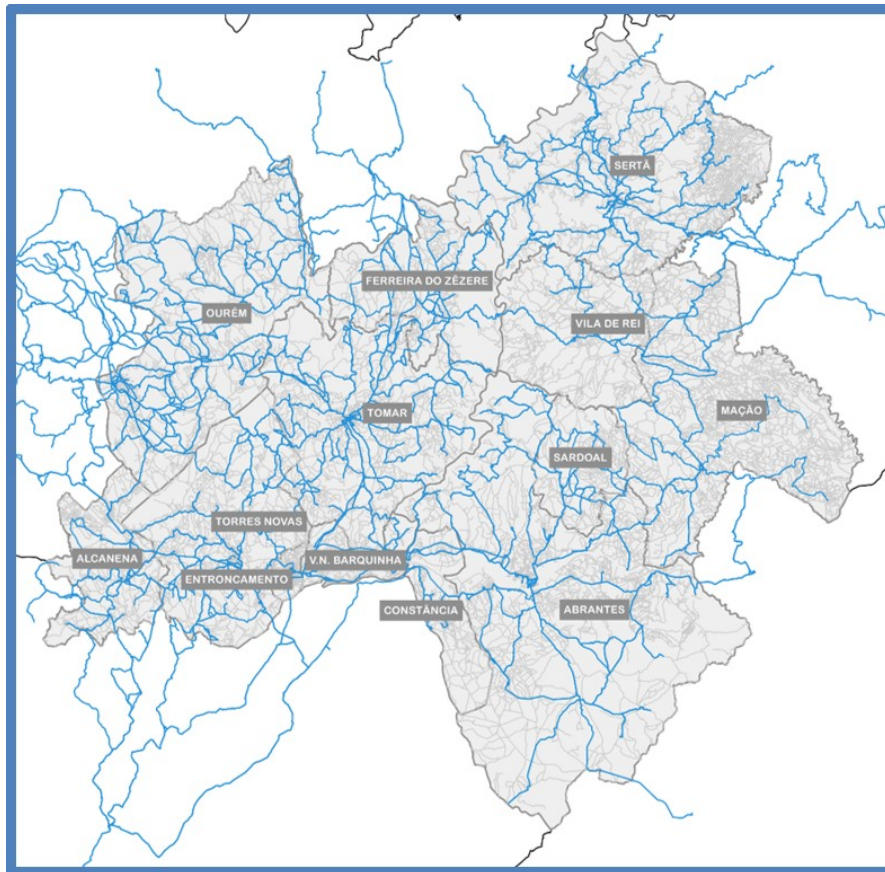 SERTÃ
FERREIRA DO ZÊZERE
OURÉM
VILA DE REI
TOMAR
MAÇÃO
SARDOAL
TORRES NOVAS
ALCANENA
V.N. BARQUINHA
ENTRONCAMENTO
CONSTÂNCIA
ABRANTES